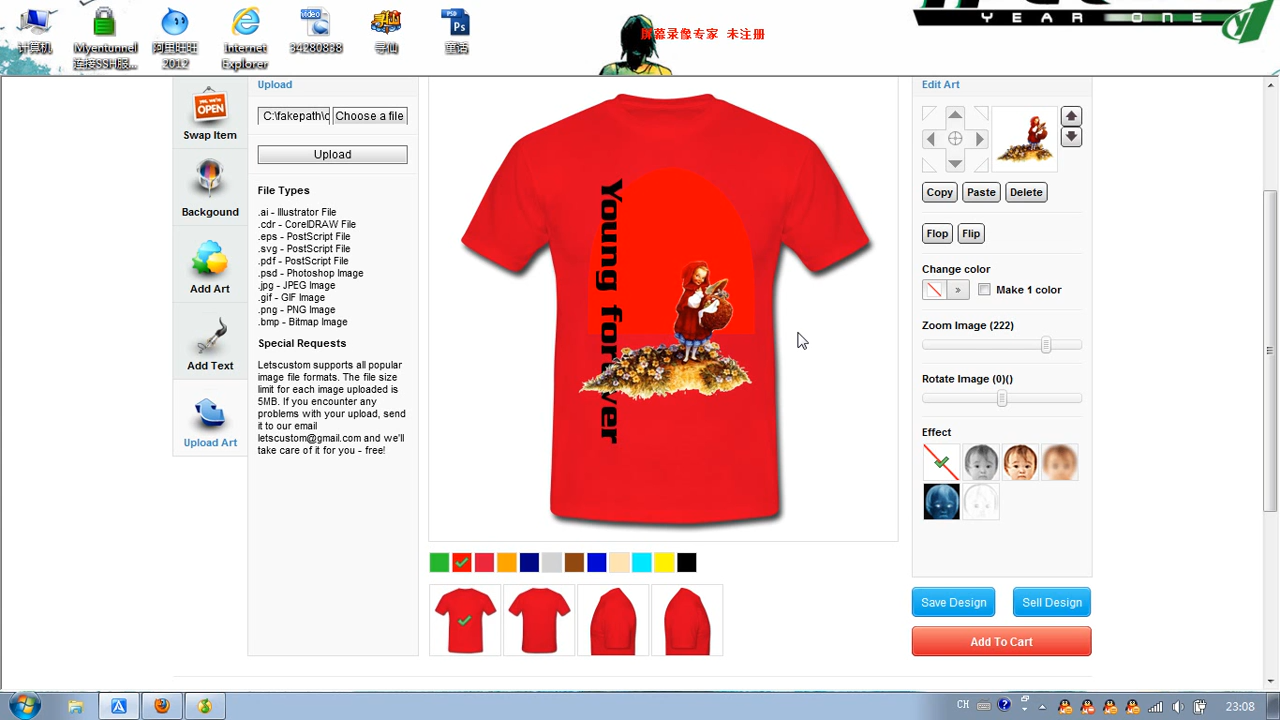 YEAR ONE
屏幕录像专家 未注册
计算机
Myentunnel
连接SSH服...
阿里旺旺
2012
Internet
Explorer
34280838
寻仙
童话
Upload
C:\fakepath\c
Choose a file
Upload
File Types
.ai - Illustrator File
.cdr - CorelDRAW File
.eps - PostScript File
.svg - PostScript File
.pdf - PostScript File
.psd - Photoshop Image
.jpg - JPEG Image
.gif - GIF Image
.png - PNG Image
.bmp - Bitmap Image
Special Requests
Letscustom supports all popular
image file formats. The file size
limit for each image uploaded is
5MB. If you encounter any
problems with your upload, send
it to our email
letscustom@gmail.com and we'll
take care of it for you - free!
Swap Item
Backgound
Add Art
Add Text
Upload Art
Young forever
Edit Art
Copy Paste Delete
Flop Flip
Change color
» Make 1 color
Zoom Image (222)
Rotate Image (0)()
Effect
Save Design
Sell Design
Add To Cart
CH
23:08